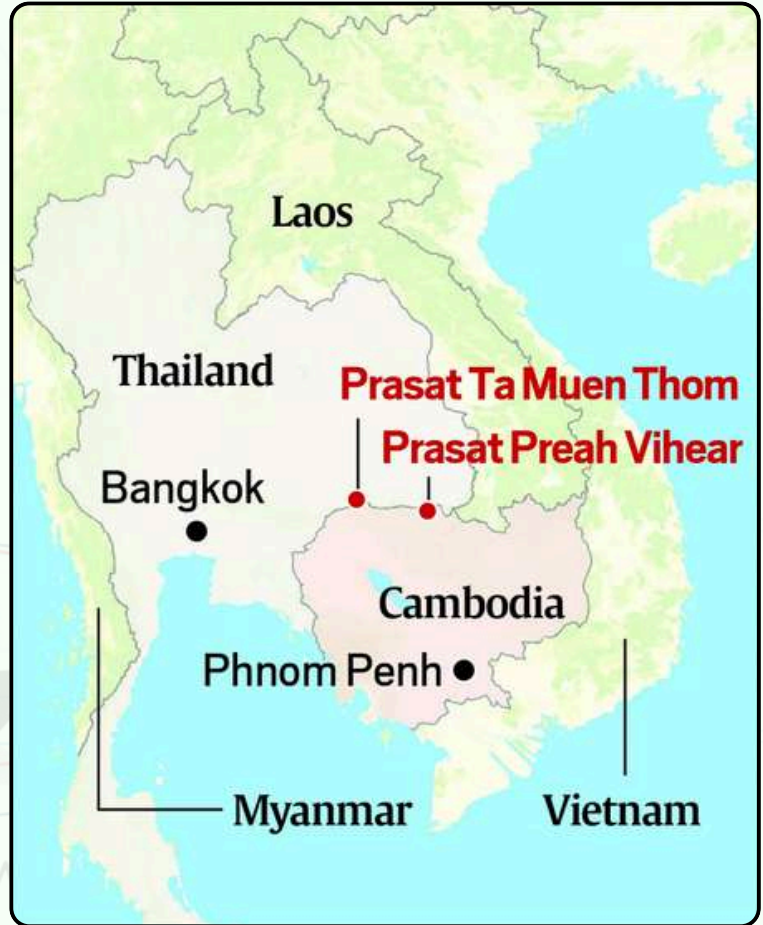 Laos
Thailand
Prasat Ta Muen Thom
Prasat Preah Vihear
Bangkok
Cambodia
Phnom Penh
Myanmar
Vietnam